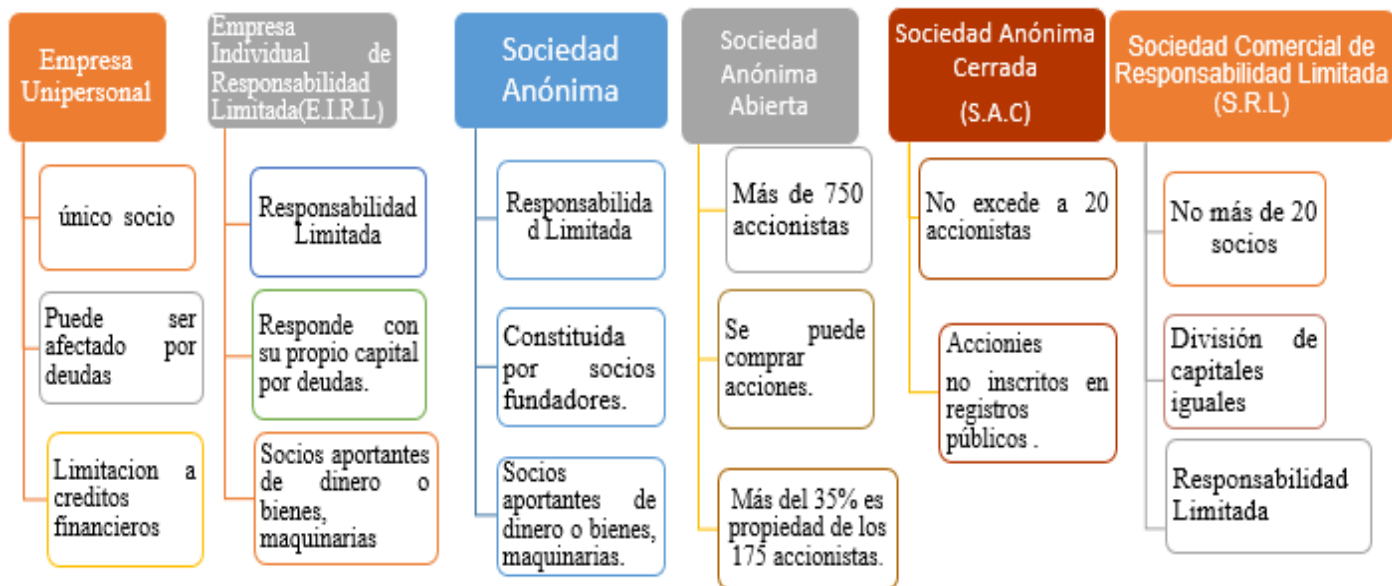 Empresa
Unipersonal
único socio
Puede ser
afectado por
deudas
Limitacion a
creditos
financieros
Empresa
Individual de
Responsabilidad
Limitada(E.I.R.L)
Responsabilidad
Limitada
Responde con
su propio capital
por deudas.
Socios aportantes
de dinero o
bienes,
maquinarias
Sociedad
Anónima
Responsabilida
d Limitada
Constituida
por socios
fundadores.
Socios
aportantes de
dinero o bienes,
maquinarias.
Sociedad
Anónima
Abierta
Más de 750
accionistas
Se puede
comprar
acciones.
Más del 35% es
propiedad de los
175 accionistas.
Sociedad Anónima
Cerrada
(S.A.C)
No excede a 20
accionistas
Accionies
no inscritos en
registros
públicos .
Sociedad Comercial de
Responsabilidad Limitada
(S.R.L)
No más de 20
socios
División de
capitales
iguales
Responsabilidad
Limitada